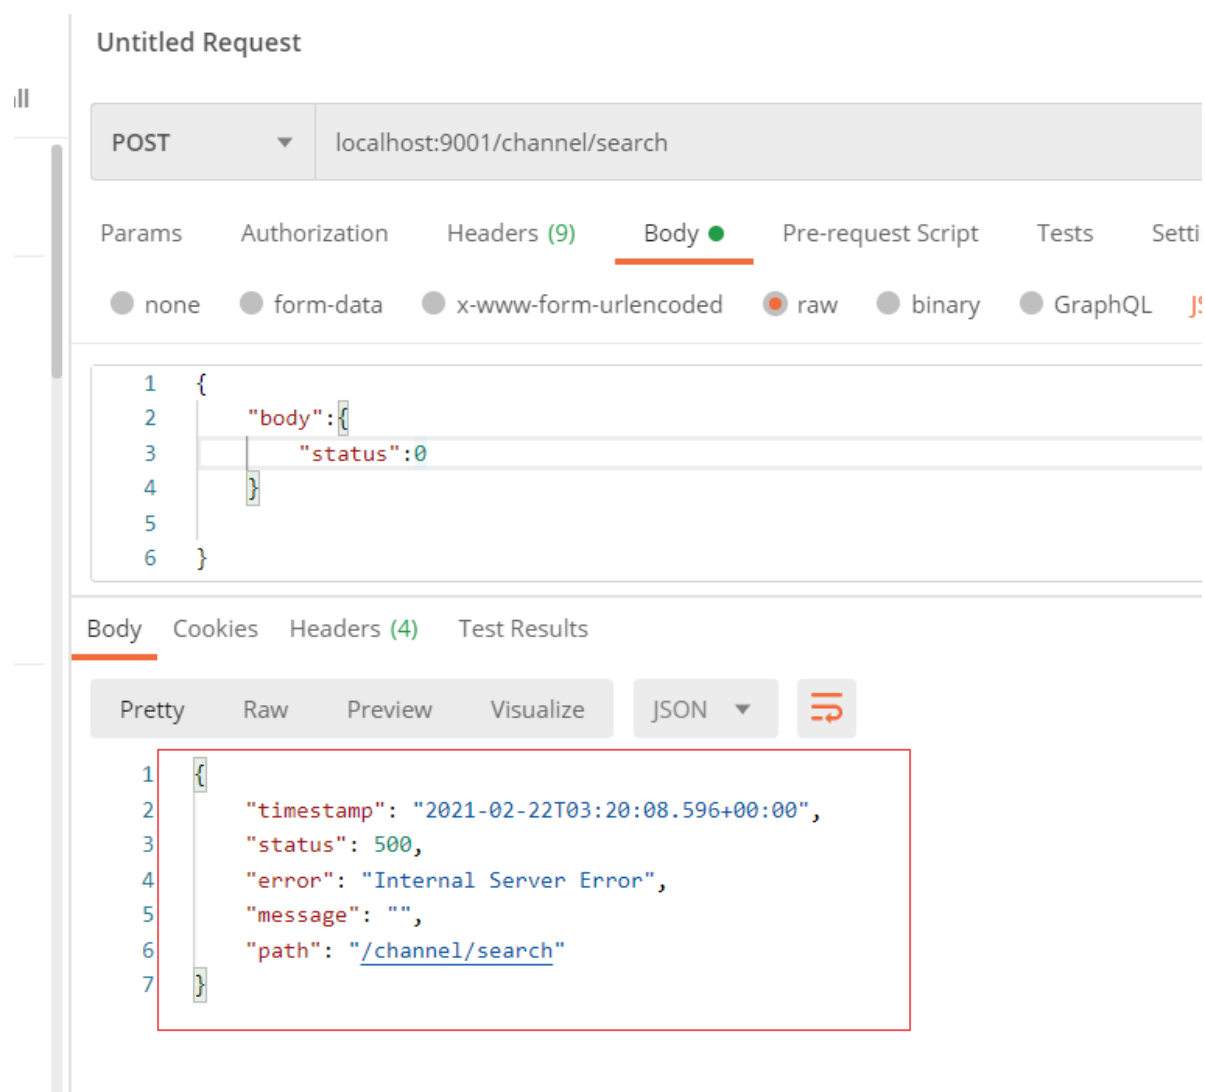 Untitled Request
all
POST localhost:9001/channel/search
Params Authorization Headers (9) Body Pre-request Script Tests
none form-data x-www-form-urlencoded raw binary GraphQL
1 {
2 "body":{
3 "status":0
4 }
5
6 }
Body Cookies Headers (4) Test Results
Pretty Raw Preview Visualize JSON
1 {
2 "timestamp": "2021-02-22T03:20:08.596+00:00",
3 "status": 500,
4 "error": "Internal Server Error",
5 "message": "",
6 "path": "/channel/search"
7 }